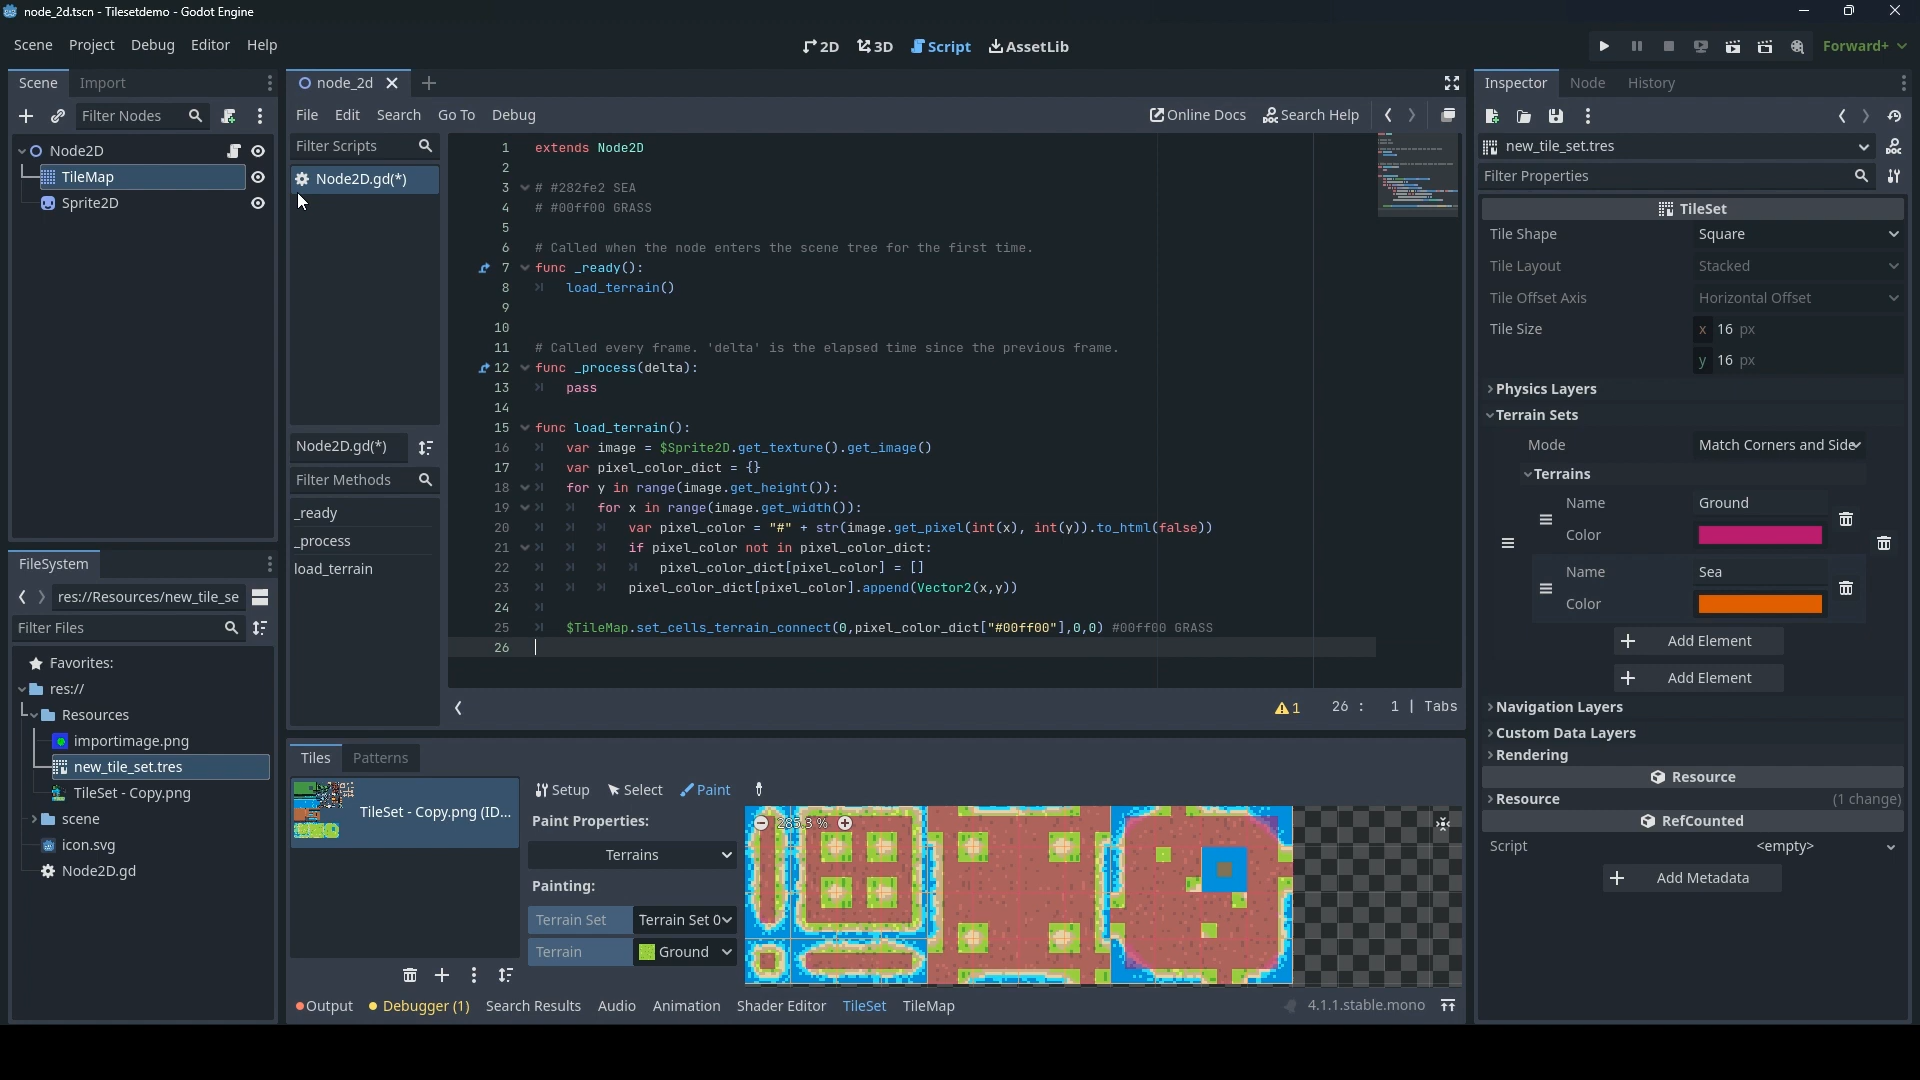 node_2d.tscn - Tilesetdemo - Godot Engine
Scene Project Debug Editor Help
2D 3D Script AssetLib
Forward+
Scene Import
Filter Nodes
Node2D
TileMap
Sprite2D
FileSystem
res://Resources/new_tile_se
Filter Files
Favorites:
res://
Resources
importimage.png
new_tile_set.tres
TileSet - Copy.png
scene
icon.svg
Node2D.gd
node_2d
File Edit Search Go To Debug
Online Docs Search Help
Filter Scripts
Node2D.gd(*)
Node2D.gd(*)
Filter Methods
_ready
_process
load_terrain
1 extends Node2D
2
3 # #282fe2 SEA
4 # #00ff00 GRASS
5
6 # Called when the node enters the scene tree for the first time.
7 func _ready():
8 load_terrain()
9
10
11 # Called every frame. 'delta' is the elapsed time since the previous frame.
12 func _process(delta):
13 pass
14
15 func load_terrain():
16 var image = $Sprite2D.get_texture().get_image()
17 var pixel_color_dict = {}
18 for y in range(image.get_height()):
19 for x in range(image.get_width()):
20 var pixel_color = "#" + str(image.get_pixel(int(x), int(y)).to_html(false))
21 if pixel_color not in pixel_color_dict:
22 pixel_color_dict[pixel_color] = []
23 pixel_color_dict[pixel_color].append(Vector2(x,y))
24
25 $TileMap.set_cells_terrain_connect(0,pixel_color_dict["#00ff00"],0,0) #00ff00 GRASS
26
1 26 : 1 | Tabs
Tiles Patterns
TileSet - Copy.png (ID...
Setup Select Paint
Paint Properties:
Terrains
Painting:
Terrain Set Terrain Set 0
Terrain Ground
285.3 %
Output Debugger (1) Search Results Audio Animation Shader Editor TileSet TileMap
4.1.1.stable.mono
Inspector Node History
new_tile_set.tres
Filter Properties
TileSet
Tile Shape Square
Tile Layout Stacked
Tile Offset Axis Horizontal Offset
Tile Size x 16 px
y 16 px
Physics Layers
Terrain Sets
Mode Match Corners and Side
Terrains
Name Ground
Color
Name Sea
Color
Add Element
Add Element
Navigation Layers
Custom Data Layers
Rendering
Resource
Resource (1 change)
RefCounted
Script <empty>
Add Metadata